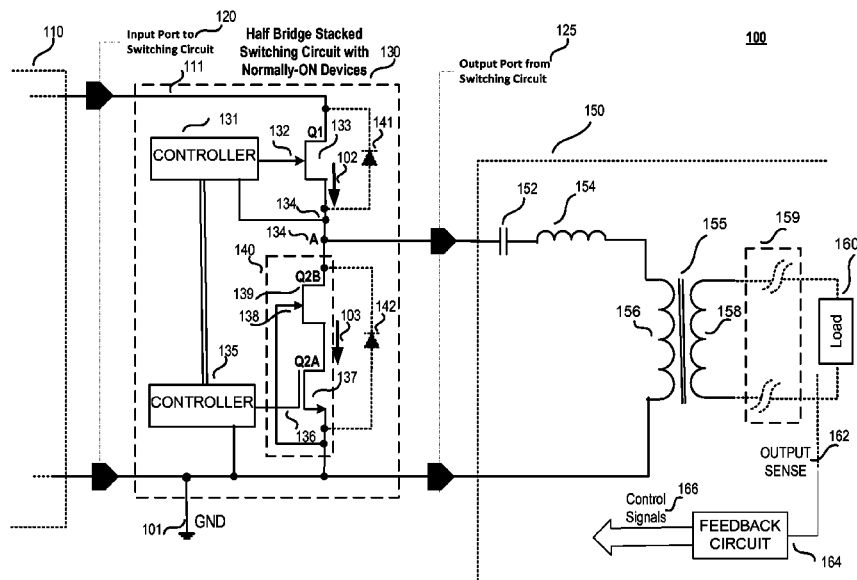 110
Input Port to
Switching Circuit
120
111
Half Bridge Stacked
Switching Circuit with
Normally-ON Devices
130
125
Output Port from
Switching Circuit
100
131
CONTROLLER
132
Q1
133
141
102
134
134
A
150
152
154
155
156
158
159
160
Load
140
Q2B
139
138
103
142
Q2A
137
136
135
CONTROLLER
101
GND
OUTPUT
SENSE
162
Control
Signals
166
FEEDBACK
CIRCUIT
164